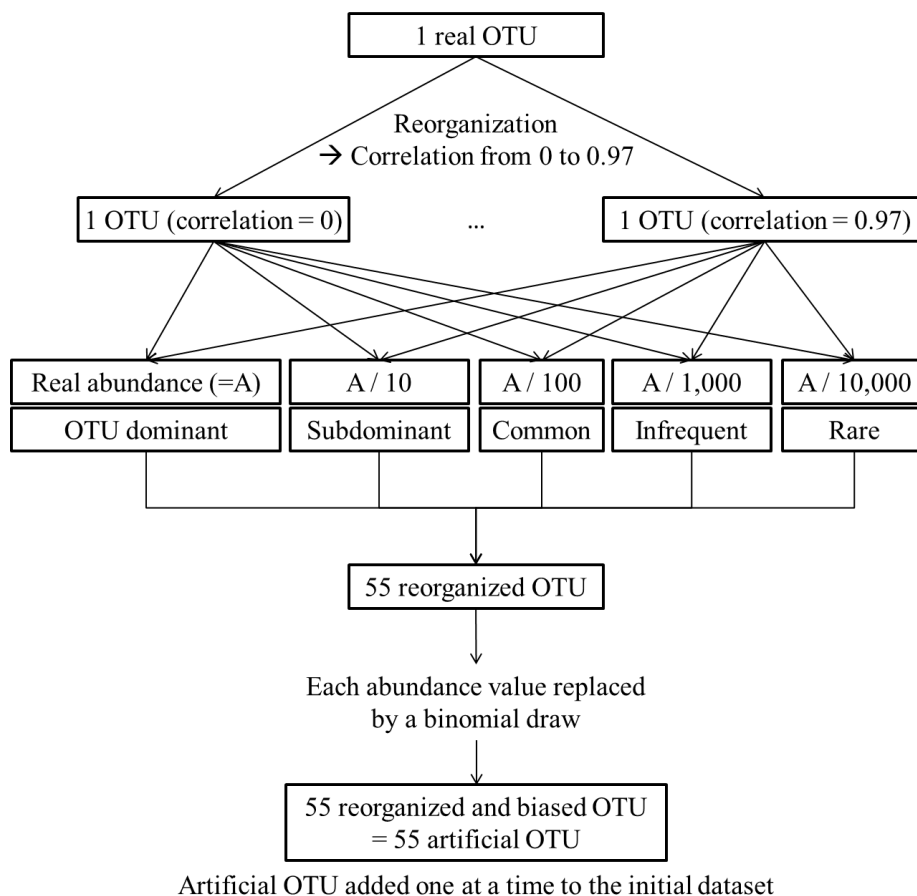 1 real OTU
Reorganization
→ Correlation from 0 to 0.97
1 OTU (correlation = 0)
...
1 OTU (correlation = 0.97)
Real abundance (=A)
A / 10
A / 100
A / 1,000
A / 10,000
OTU dominant
Subdominant
Common
Infrequent
Rare
55 reorganized OTU
Each abundance value replaced
by a binomial draw
55 reorganized and biased OTU
= 55 artificial OTU
Artificial OTU added one at a time to the initial dataset